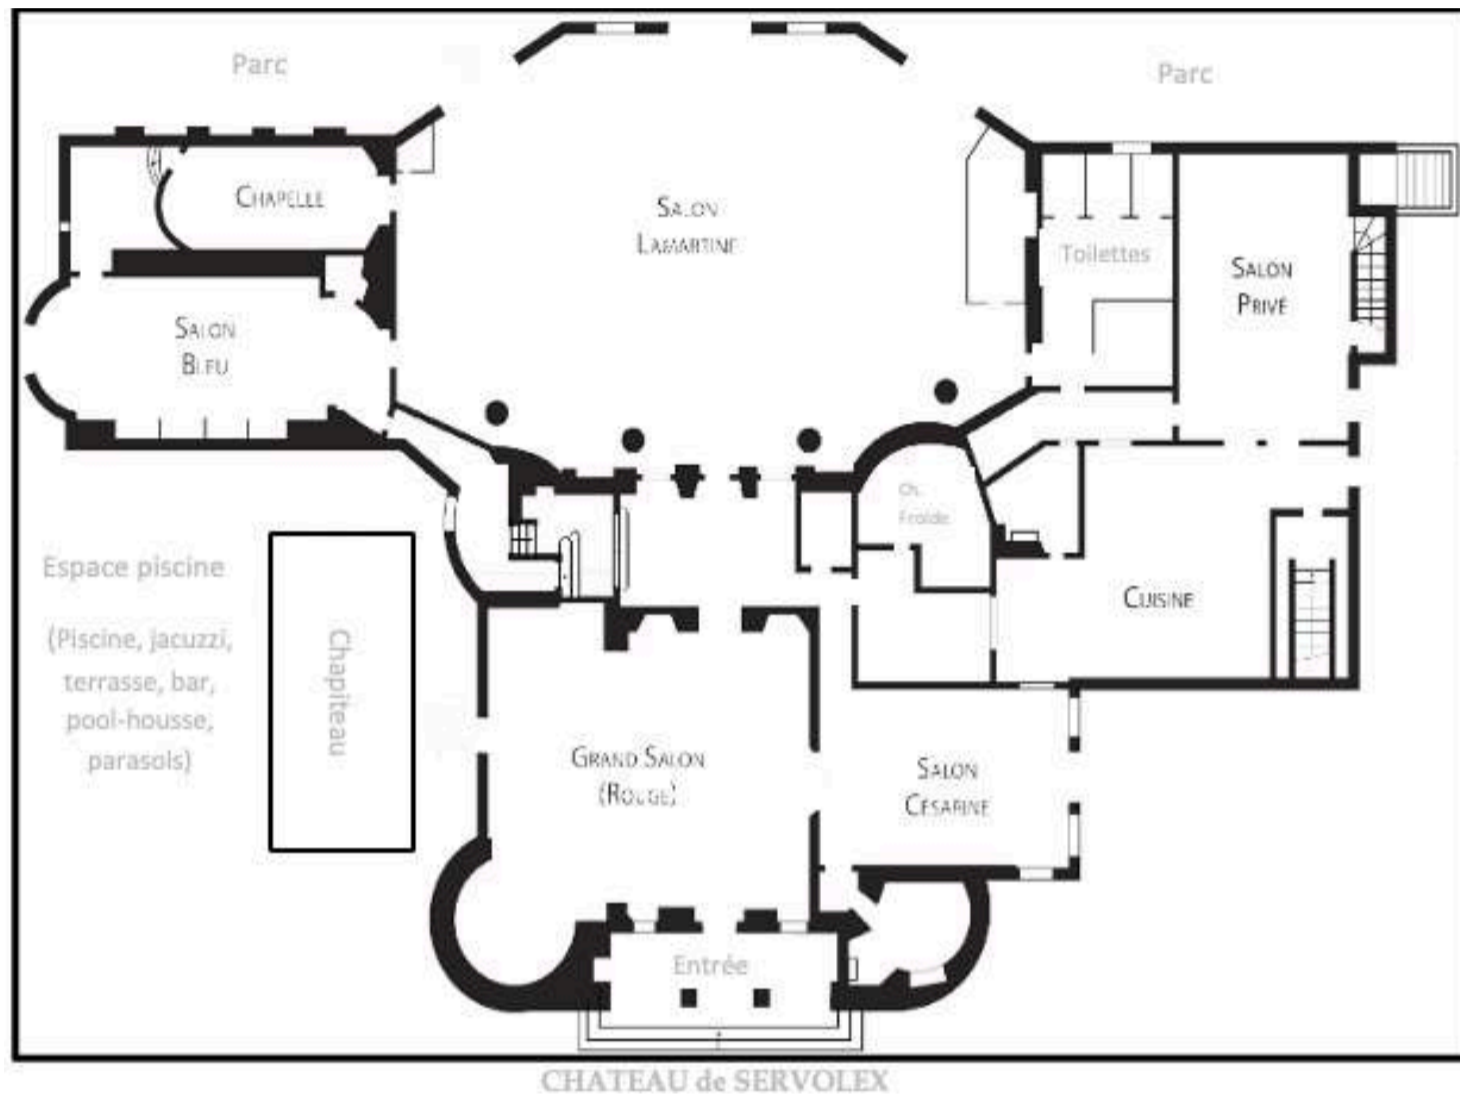 Parc
Parc
CHAPELLE
SALON
LAMARTINE
Toilettes
SALON
PRIVÉ
SALON
BLEU
Ch.
Froide
Espace piscine
(Piscine, jacuzzi,
terrasse, bar,
pool-housse,
parasols)
Chapiteau
CUISINE
GRAND SALON
(ROUGE)
SALON
CÉSARINE
Entrée
CHATEAU de SERVOLEX